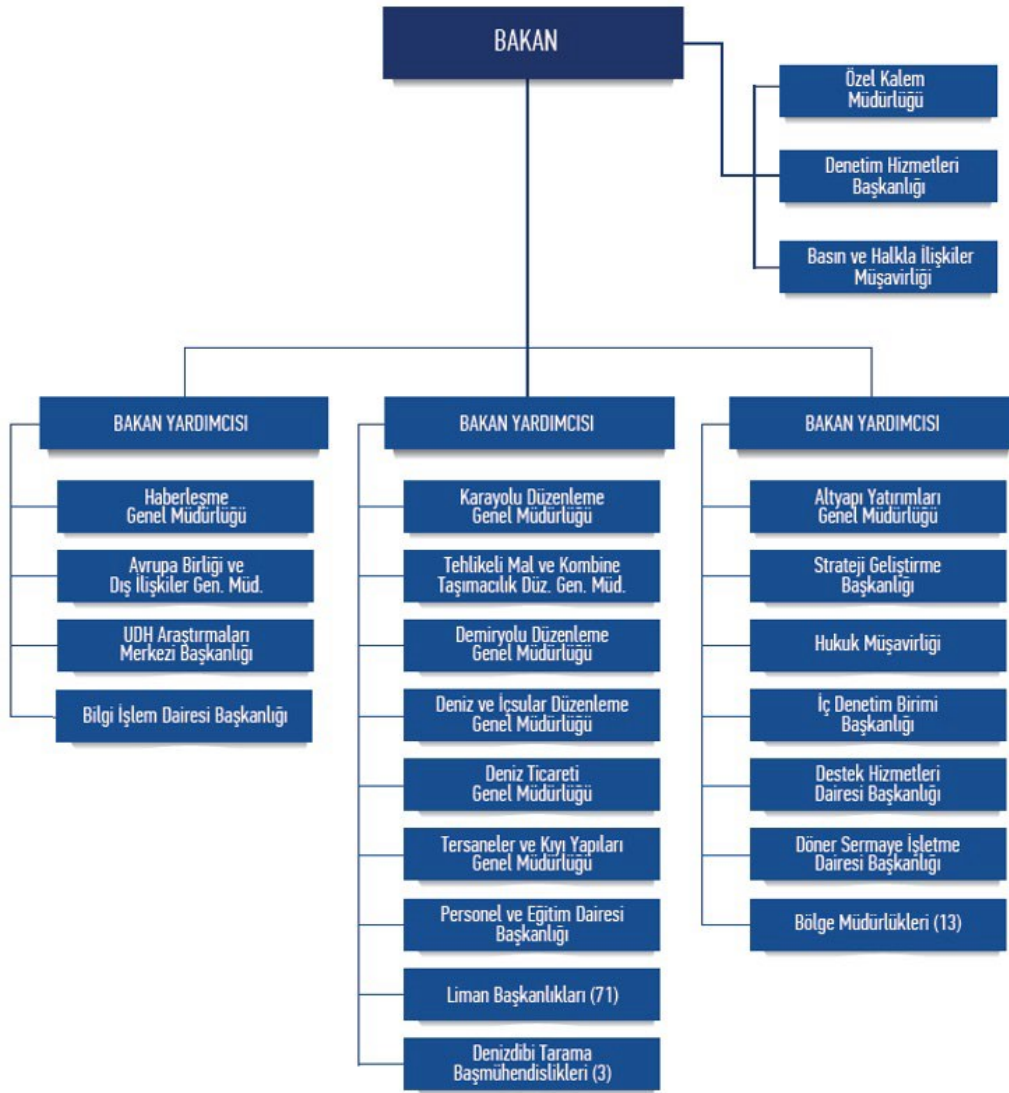 BAKAN
Özel Kalem
Müdürlüğü
Denetim Hizmetleri
Başkanlığı
Basın ve Halkla İlişkiler
Müşavirliği
BAKAN YARDIMCISI
Haberleşme
Genel Müdürlüğü
Avrupa Birliği ve
Dış İlişkiler Gen. Müd.
UDH Araştırmaları
Merkezi Başkanlığı
Bilgi İşlem Dairesi Başkanlığı
BAKAN YARDIMCISI
Karayolu Düzenleme
Genel Müdürlüğü
Tehlikeli Mal ve Kombine
Taşımacılık Düz. Gen. Müd.
Demiryolu Düzenleme
Genel Müdürlüğü
Deniz ve İçsular Düzenleme
Genel Müdürlüğü
Deniz Ticareti
Genel Müdürlüğü
Tersaneler ve Kıyı Yapıları
Genel Müdürlüğü
Personel ve Eğitim Dairesi
Başkanlığı
Liman Başkanlıkları (71)
Denizdibi Tarama
Başmühendislikleri (3)
BAKAN YARDIMCISI
Altyapı Yatırımları
Genel Müdürlüğü
Strateji Geliştirme
Başkanlığı
Hukuk Müşavirliği
İç Denetim Birimi
Başkanlığı
Destek Hizmetleri
Dairesi Başkanlığı
Döner Sermaye İşletme
Dairesi Başkanlığı
Bölge Müdürlükleri (13)